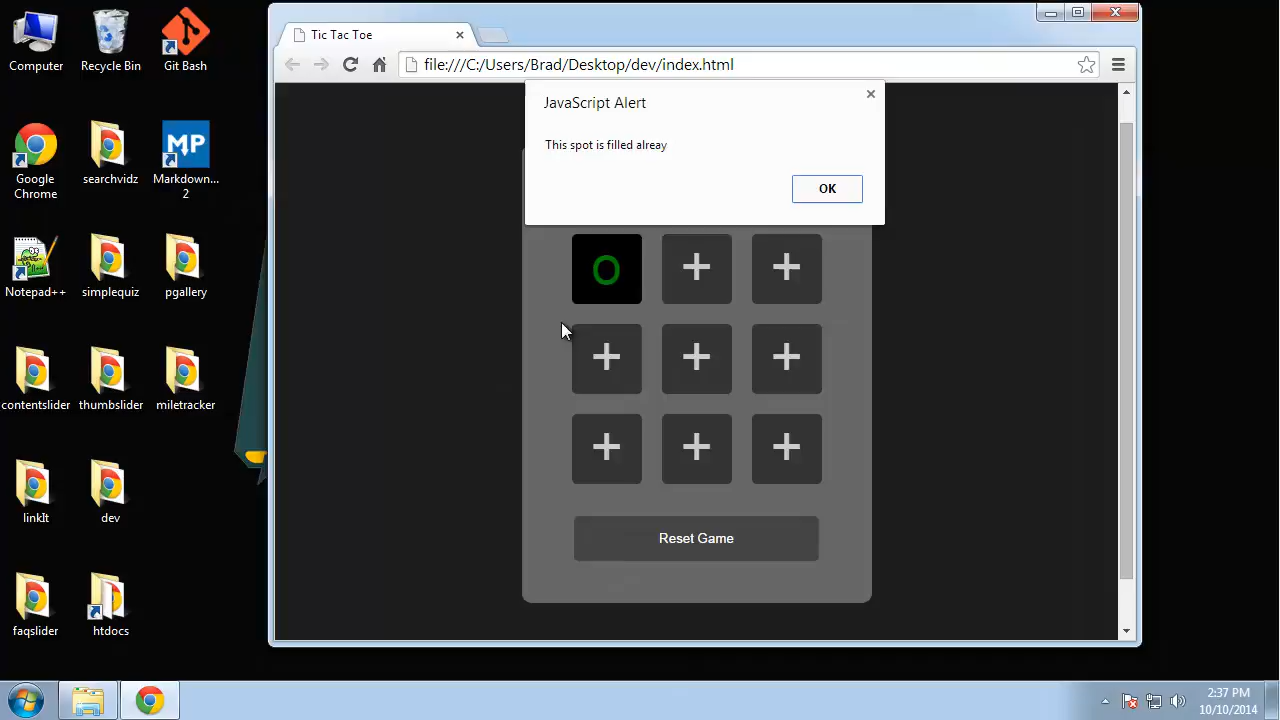 Computer
Recycle Bin
Git Bash
Google
Chrome
searchvidz
MP
Markdown...
2
Notepad++
simplequiz
pgallery
contentslider
thumbslider
miletracker
linkIt
dev
faqslider
htdocs
Tic Tac Toe
file:///C:/Users/Brad/Desktop/dev/index.html
JavaScript Alert
This spot is filled alreay
OK
O + +
+ + +
+ + +
Reset Game
2:37 PM
10/10/2014